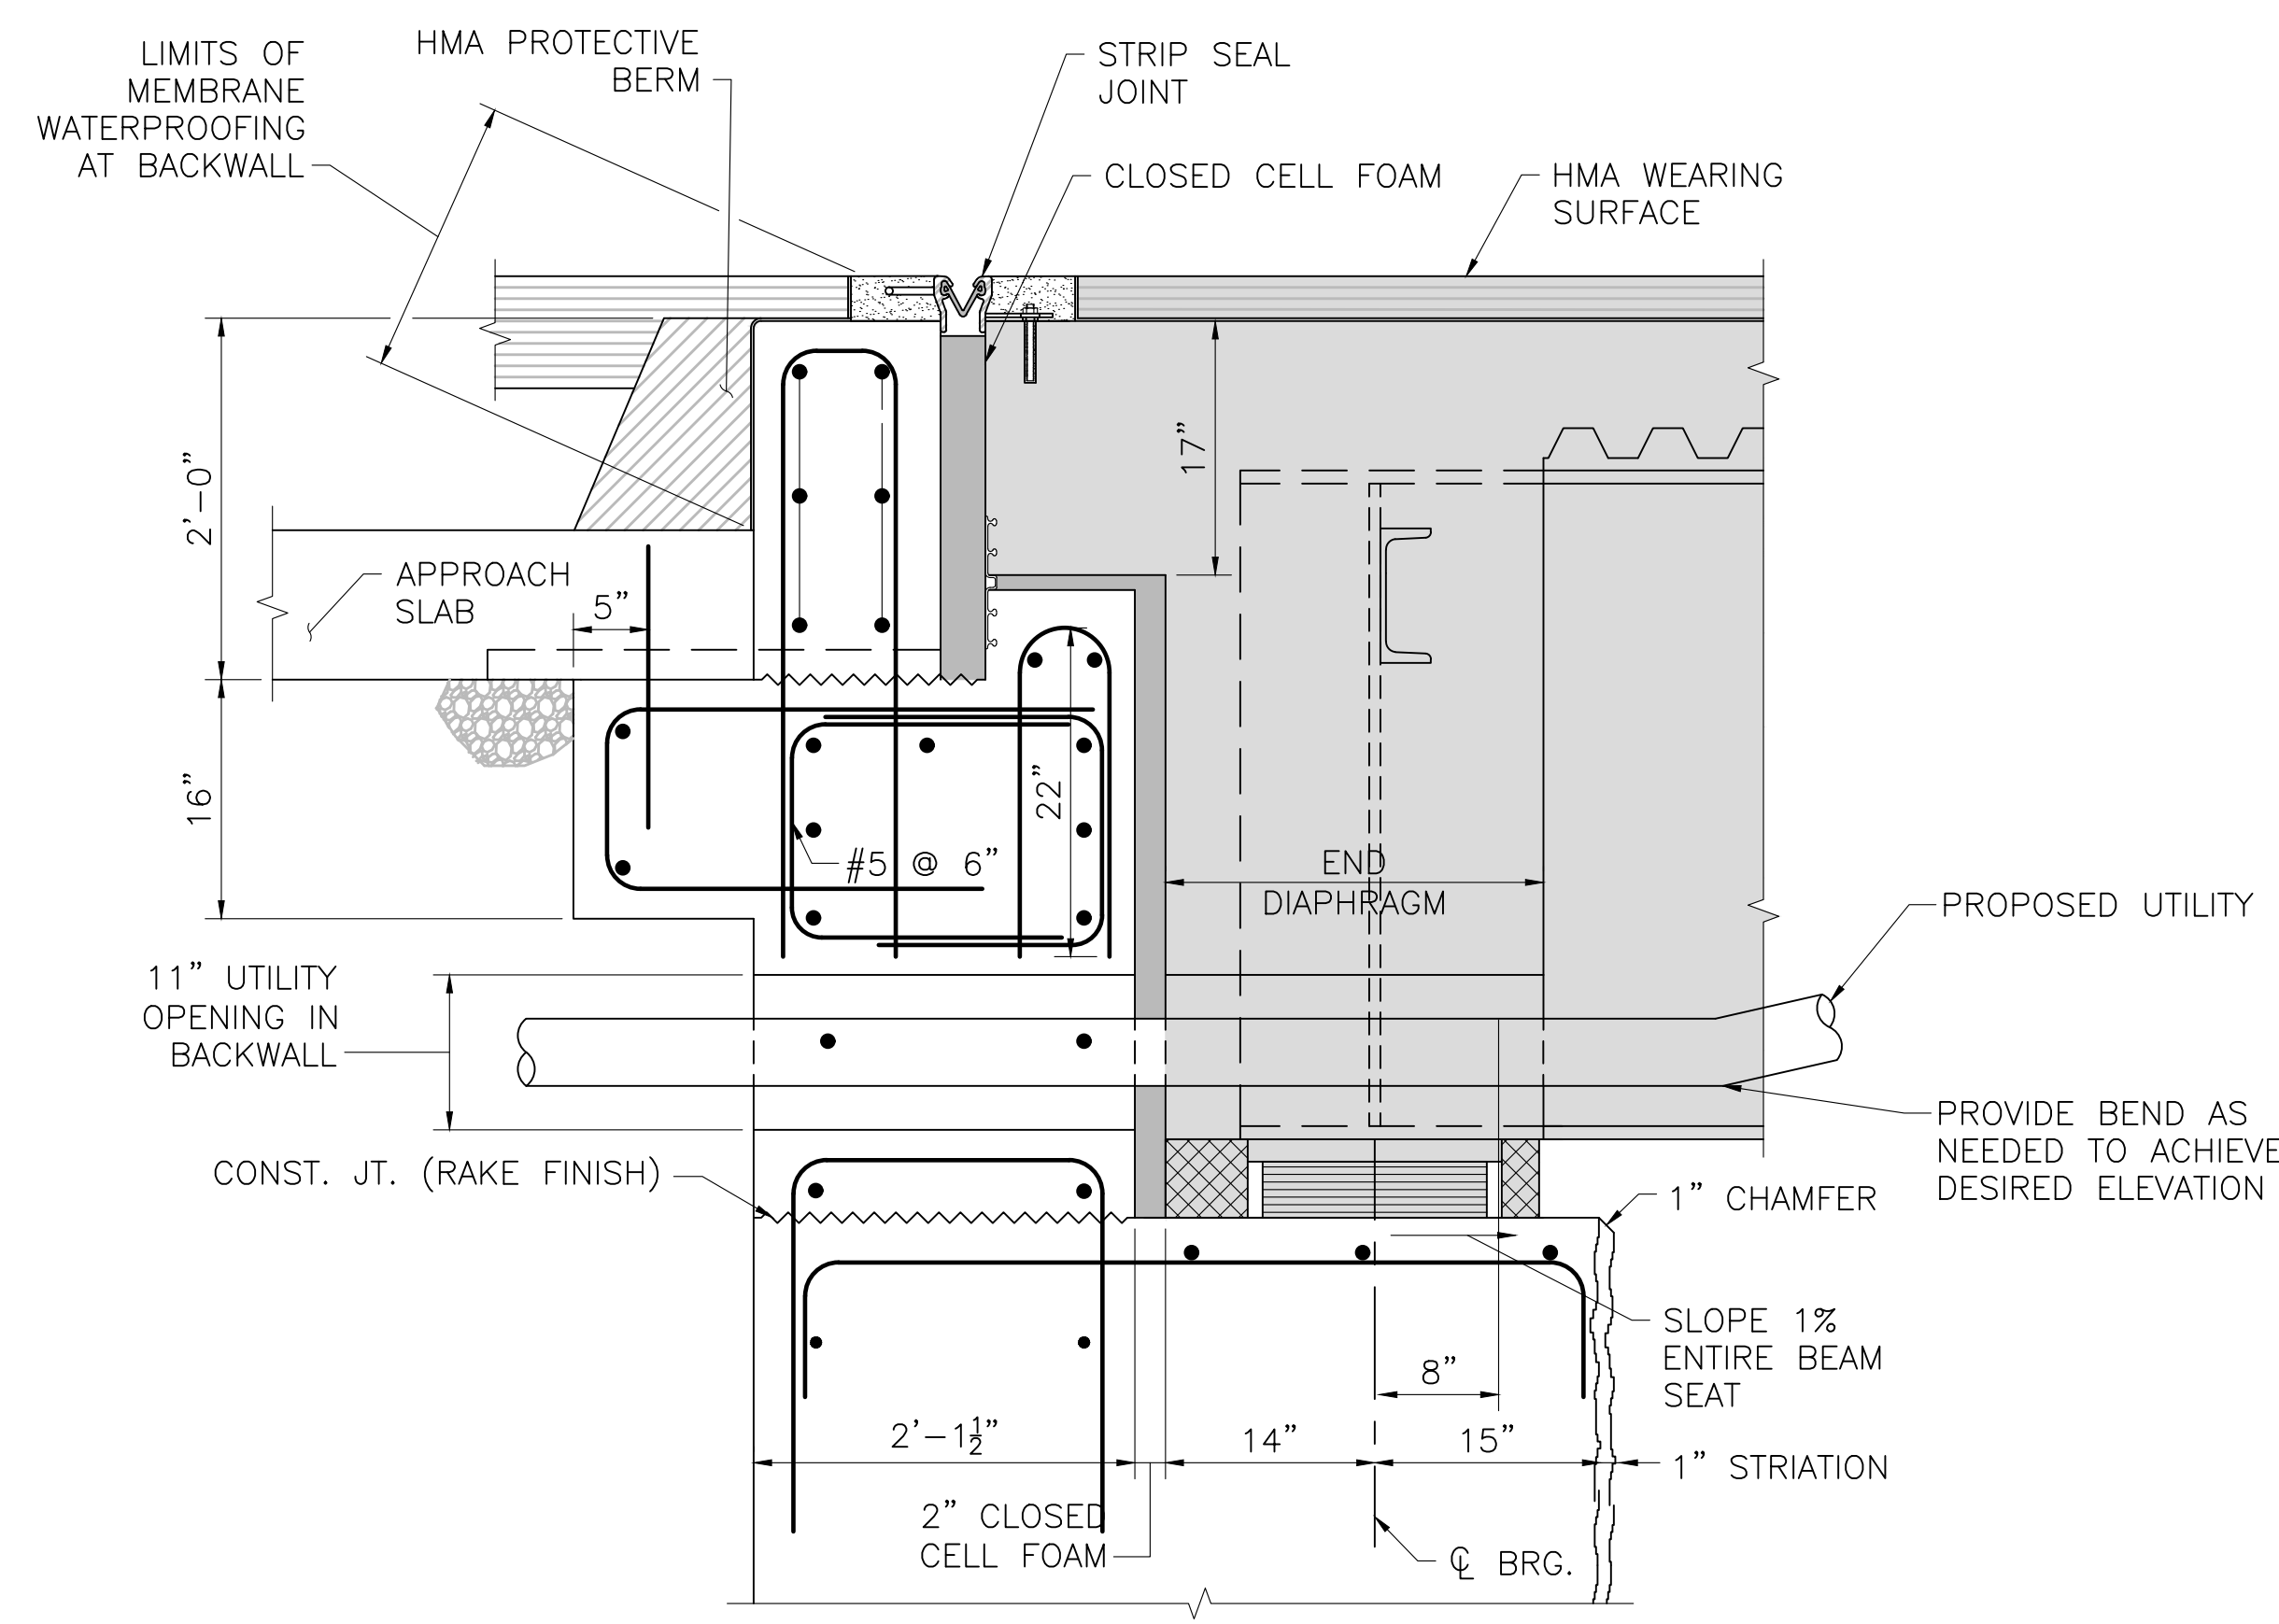 LIMITS OF
MEMBRANE
WATERPROOFING
AT BACKWALL
HMA PROTECTIVE
BERM
STRIP SEAL
JOINT
CLOSED CELL FOAM
HMA WEARING
SURFACE
2'-0"
17"
APPROACH
SLAB
5"
16"
22"
#5 @ 6"
END
DIAPHRAGM
PROPOSED UTILITY
11" UTILITY
OPENING IN
BACKWALL
PROVIDE BEND AS
NEEDED TO ACHIEVE
DESIRED ELEVATION
CONST. JT. (RAKE FINISH)
1" CHAMFER
SLOPE 1%
ENTIRE BEAM
SEAT
8"
2'-1½"
14"
15"
1" STRIATION
2" CLOSED
CELL FOAM
℄ BRG.